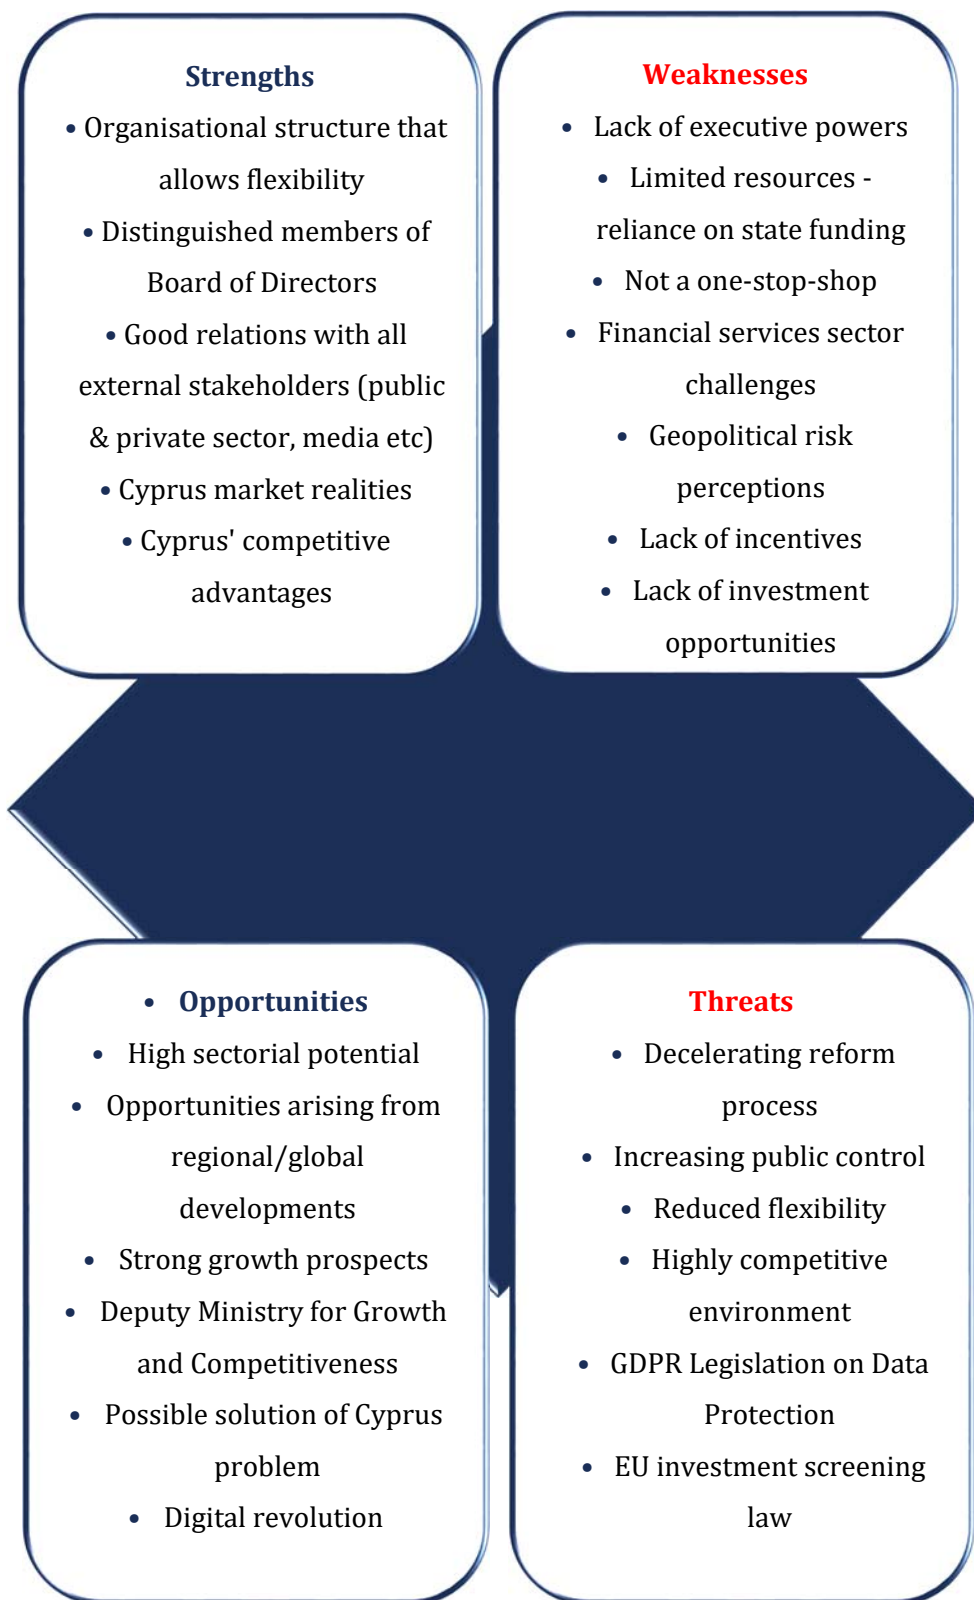 Strengths
• Organisational structure that
allows flexibility
• Distinguished members of
Board of Directors
• Good relations with all
external stakeholders (public
& private sector, media etc)
• Cyprus market realities
• Cyprus' competitive
advantages
Weaknesses
• Lack of executive powers
• Limited resources -
reliance on state funding
• Not a one-stop-shop
• Financial services sector
challenges
• Geopolitical risk
perceptions
• Lack of incentives
• Lack of investment
opportunities
• Opportunities
• High sectorial potential
• Opportunities arising from
regional/global
developments
• Strong growth prospects
• Deputy Ministry for Growth
and Competitiveness
• Possible solution of Cyprus
problem
• Digital revolution
Threats
• Decelerating reform
process
• Increasing public control
• Reduced flexibility
• Highly competitive
environment
• GDPR Legislation on Data
Protection
• EU investment screening
law